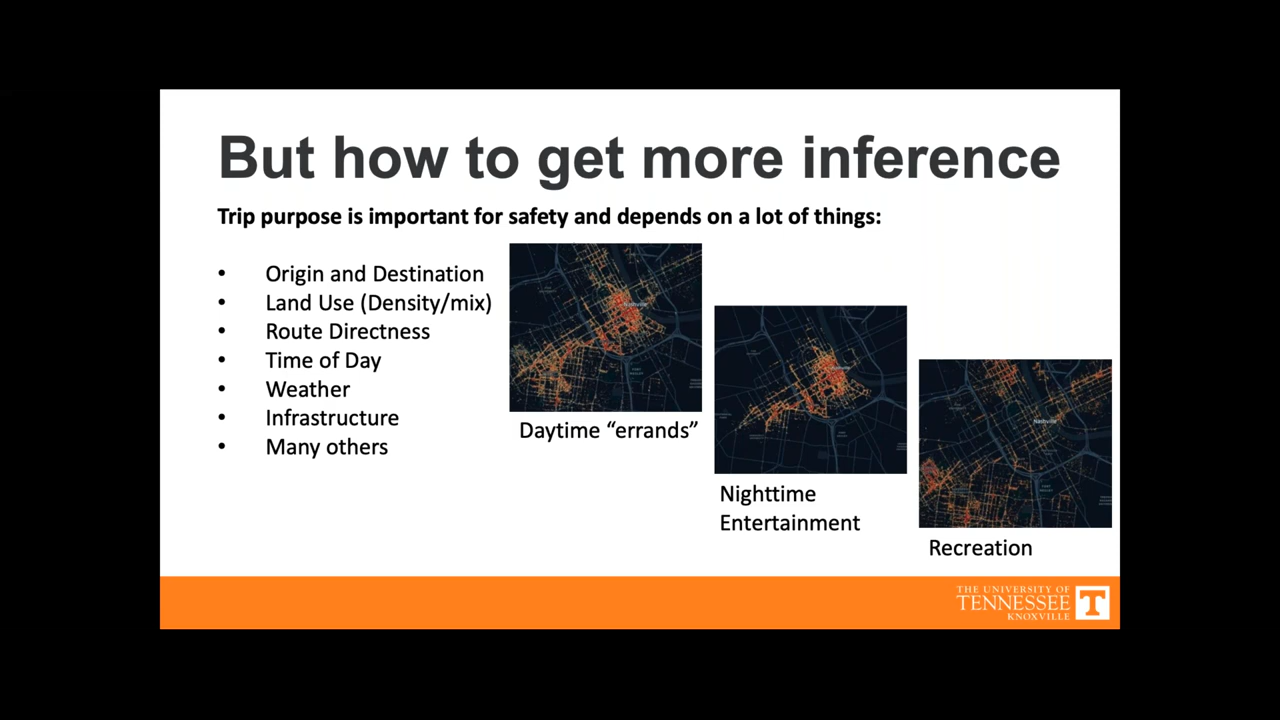 But how to get more inference
Trip purpose is important for safety and depends on a lot of things:
• Origin and Destination
• Land Use (Density/mix)
• Route Directness
• Time of Day
• Weather
• Infrastructure
• Many others
Nashville
Daytime “errands”
Nighttime
Entertainment
Nashville
Recreation
THE UNIVERSITY OF
TENNESSEE
KNOXVILLE
T